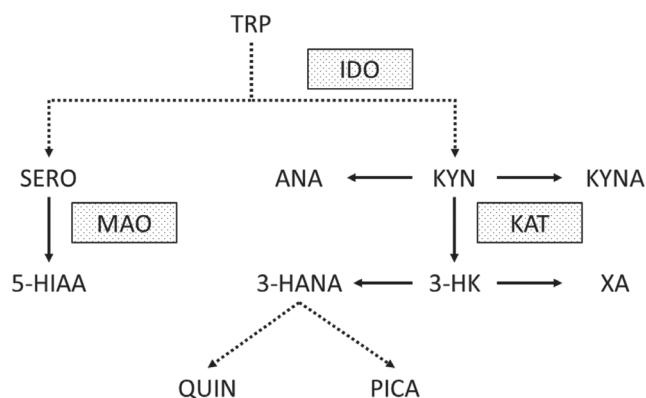 TRP
IDO
SERO
ANA
KYN
KYNA
MAO
KAT
5-HIAA
3-HANA
3-HK
XA
QUIN
PICA